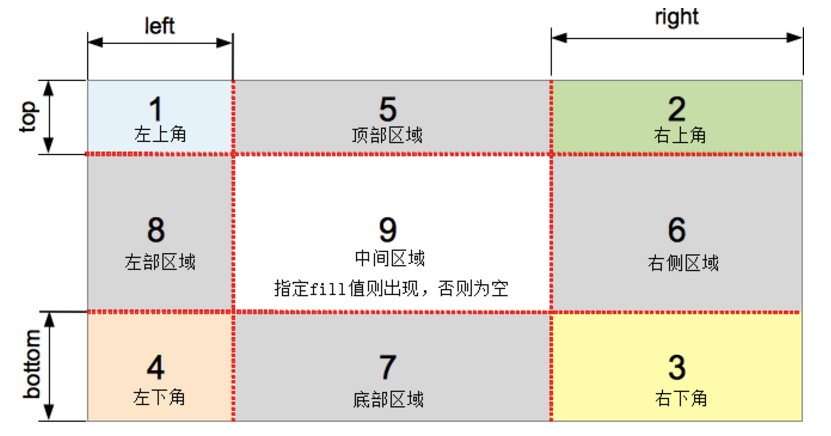 left
right
top
1
左上角
5
顶部区域
2
右上角
8
左部区域
9
中间区域
指定fill值则出现，否则为空
6
右侧区域
bottom
4
左下角
7
底部区域
3
右下角